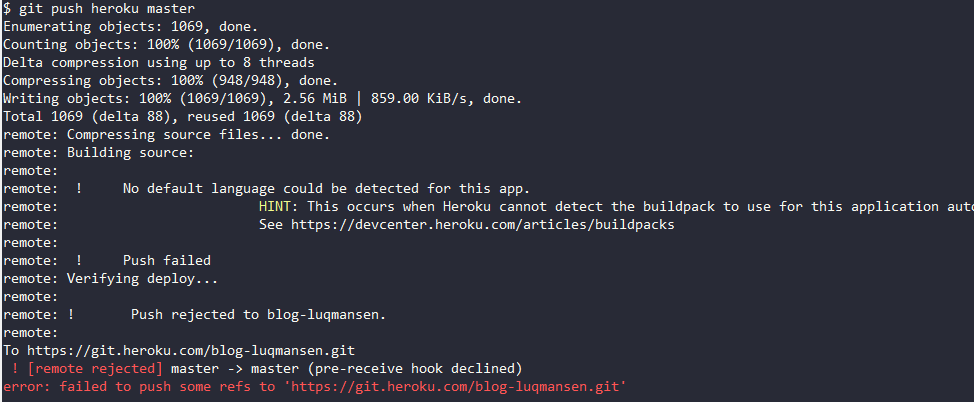 $ git push heroku master
Enumerating objects: 1069, done.
Counting objects: 100% (1069/1069), done.
Delta compression using up to 8 threads
Compressing objects: 100% (948/948), done.
Writing objects: 100% (1069/1069), 2.56 MiB | 859.00 KiB/s, done.
Total 1069 (delta 88), reused 1069 (delta 88)
remote: Compressing source files... done.
remote: Building source:
remote:
remote:  !     No default language could be detected for this app.
remote:                         HINT: This occurs when Heroku cannot detect the buildpack to use for this application auto
remote:                         See https://devcenter.heroku.com/articles/buildpacks
remote:
remote:  !     Push failed
remote: Verifying deploy...
remote:
remote: !       Push rejected to blog-luqmansen.
remote:
To https://git.heroku.com/blog-luqmansen.git
 ! [remote rejected] master -> master (pre-receive hook declined)
error: failed to push some refs to 'https://git.heroku.com/blog-luqmansen.git'